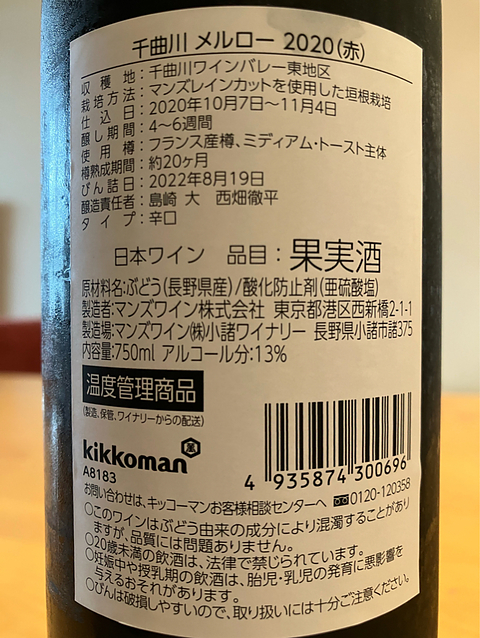 千曲川 メルロー 2020(赤)
収穫地:千曲川ワインバレー東地区
栽培方法:マンズレインカットを使用した垣根栽培
仕込日:2020年10月7日〜11月4日
醸し期間:4〜6週間
使用樽:フランス産樽、ミディアム・トースト主体
樽熟成期間:約20ヶ月
びん詰日:2022年8月19日
醸造責任者:島崎 大 西畑徹平
タイプ:辛口
日本ワイン 品目:果実酒
原材料名:ぶどう(長野県産)/酸化防止剤(亜硫酸塩)
製造者:マンズワイン株式会社 東京都港区西新橋2-1-1
製造場:マンズワイン㈱小諸ワイナリー 長野県小諸市諸375
内容量:750ml アルコール分:13%
温度管理商品
(製造、保管、ワイナリーからの配送)
kikkoman
A8183
4 935874 300696
お問い合わせは、キッコーマンお客様相談センターへ 0120-120358
○このワインはぶどう由来の成分により混濁することがあり
ますが、品質には問題ありません。
○20歳未満の飲酒は、法律で禁じられています。
○妊娠中や授乳期の飲酒は、胎児・乳児の発育に悪影響を
与えるおそれがあります。
○びんは破損しやすいので、取り扱いには十分ご注意ください。